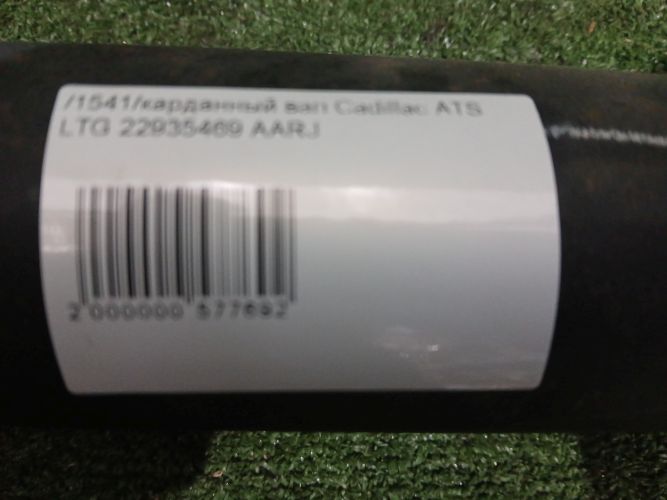 /1541/карданный вал Cadillac ATS
LTG 22935469 AARJ
2 000000 577692